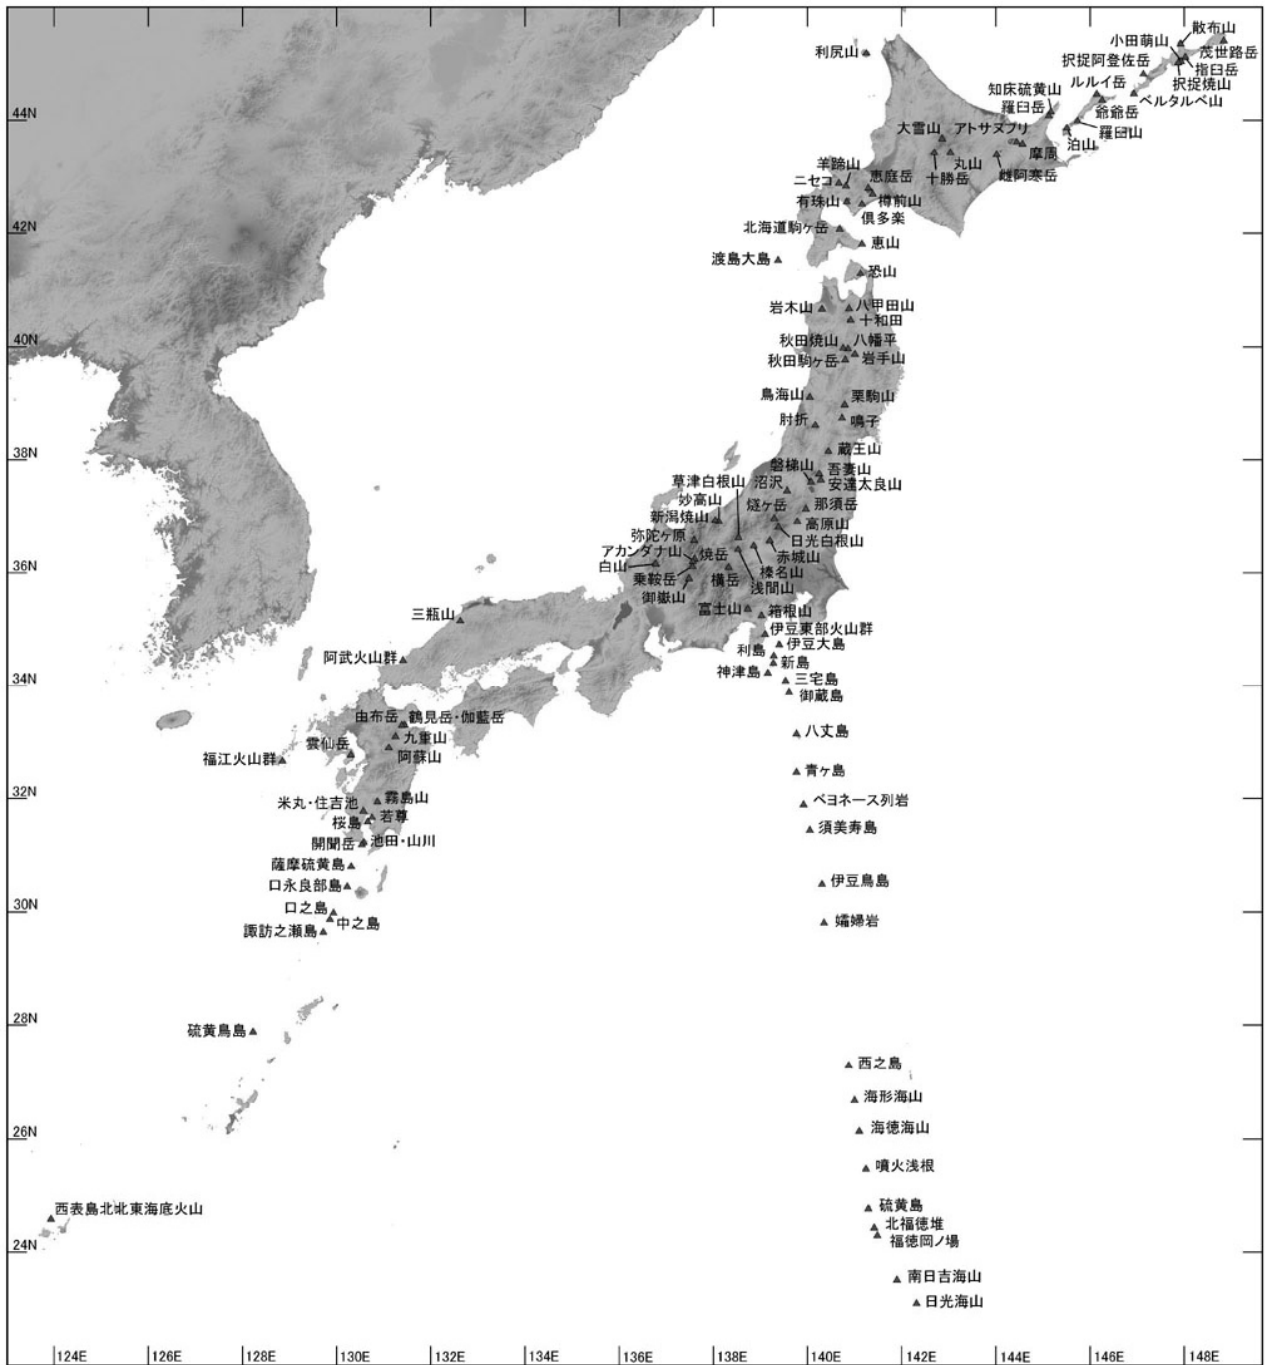 散布山
利尻山
小田萌山
茂世路岳
択捉阿登佐岳
指臼岳
ルルイ岳
択捉焼山
知床硫黄山
ベルタルベ山
羅臼岳
爺爺岳
44N
大雪山
アトサヌプリ
羅臼山
泊山
摩周
羊蹄山
丸山
ニセコ
恵庭岳
十勝岳
雌阿寒岳
有珠山
樽前山
倶多楽
42N
北海道駒ヶ岳
恵山
渡島大島
恐山
岩木山
八甲田山
十和田
40N
秋田焼山
八幡平
秋田駒ヶ岳
岩手山
鳥海山
栗駒山
肘折
鳴子
38N
蔵王山
磐梯山
吾妻山
草津白根山
沼沢
安達太良山
妙高山
燧ヶ岳
那須岳
新潟焼山
高原山
弥陀ヶ原
日光白根山
アカンダナ山
焼岳
赤城山
36N
白山
乗鞍岳
横岳
榛名山
御嶽山
浅間山
三瓶山
富士山
箱根山
伊豆東部火山群
伊豆大島
阿武火山群
利島
新島
34N
神津島
三宅島
御蔵島
由布岳
鶴見岳・伽藍岳
八丈島
雲仙岳
九重山
福江火山群
阿蘇山
青ヶ島
32N
米丸・住吉池
霧島山
ベヨネース列岩
桜島
若尊
須美寿島
開聞岳
池田・山川
薩摩硫黄島
口永良部島
伊豆鳥島
30N
口之島
中之島
孀婦岩
諏訪之瀬島
28N
硫黄鳥島
西之島
海形海山
26N
海徳海山
噴火浅根
西表島北北東海底火山
硫黄島
北福徳堆
24N
福徳岡ノ場
南日吉海山
日光海山
124E
126E
128E
130E
132E
134E
136E
138E
140E
142E
144E
146E
148E